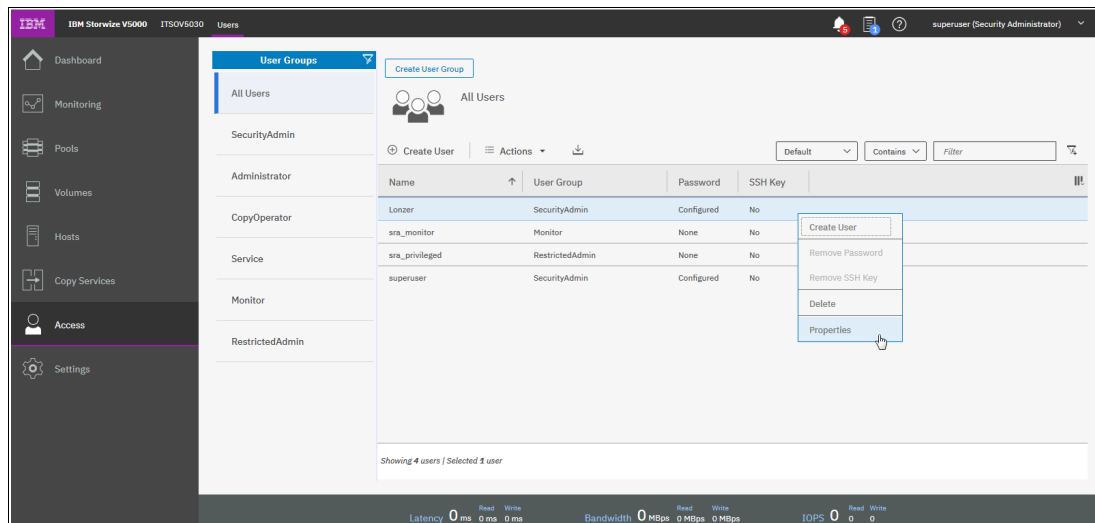 IBM IBM Storwize V5000 ITSOV5030 Users 5 1 ? superuser (Security Administrator)
Dashboard
Monitoring
Pools
Volumes
Hosts
Copy Services
Access
Settings
User Groups
All Users
SecurityAdmin
Administrator
CopyOperator
Service
Monitor
RestrictedAdmin
Create User Group
All Users
Create User Actions Default Contains Filter
Name User Group Password SSH Key
Lonzer SecurityAdmin Configured No
sra_monitor Monitor None No
sra_privileged RestrictedAdmin None No
superuser SecurityAdmin Configured No
Create User
Remove Password
Remove SSH Key
Delete
Properties
Showing 4 users | Selected 1 user
Latency 0 ms Read 0 ms Write 0 ms Bandwidth 0 MBps Read 0 MBps Write 0 MBps IOPS 0 Read 0 Write 0